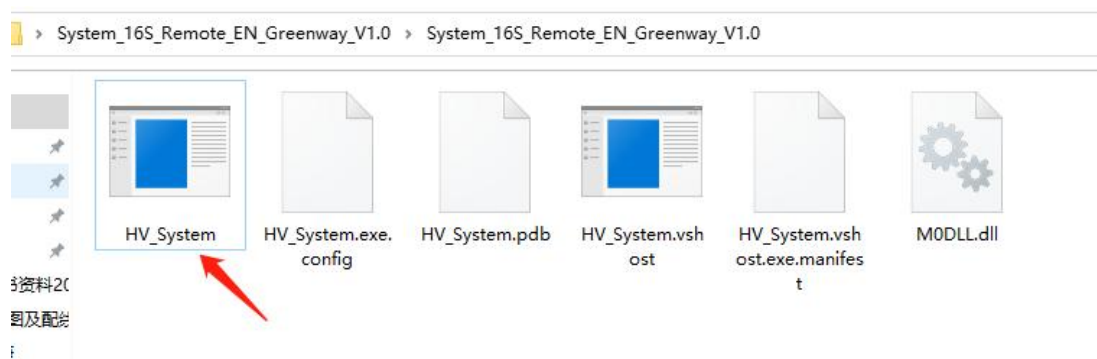 System_16S_Remote_EN_Greenway_V1.0 > System_16S_Remote_EN_Greenway_V1.0
HV_System
HV_System.exe.
config
HV_System.pdb
HV_System.vsh
ost
HV_System.vsh
ost.exe.manifes
t
M0DLL.dll
资料20
图及配